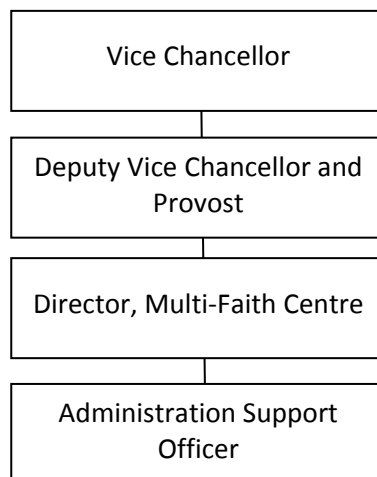 Vice Chancellor
Deputy Vice Chancellor and
Provost
Director, Multi-Faith Centre
Administration Support
Officer